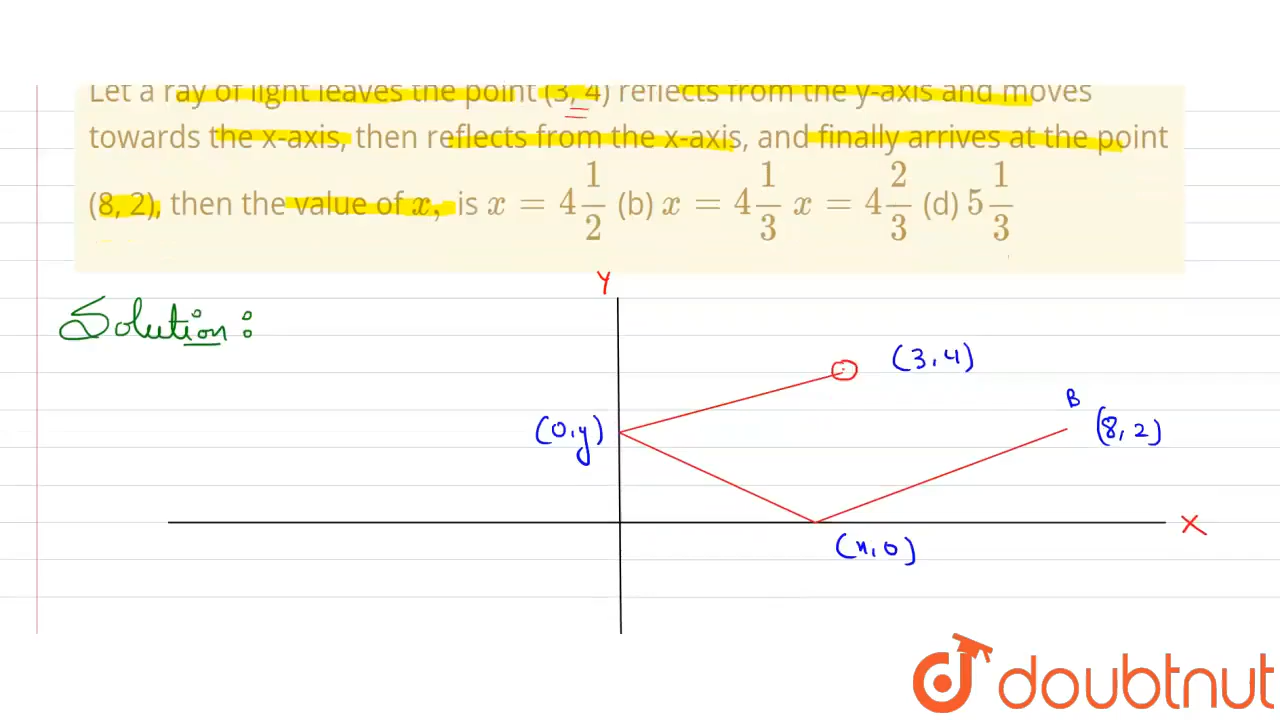 Let a ray of light leaves the point (3, 4) reflects from the y-axis and moves
towards the x-axis, then reflects from the x-axis, and finally arrives at the point
(8, 2), then the value of x, is x = 4 1/2 (b) x = 4 1/3 x = 4 2/3 (d) 5 1/3
Y
Solution :
(3, 4)
B
(0, y)
(8, 2)
X
(x, 0)
doubtnut